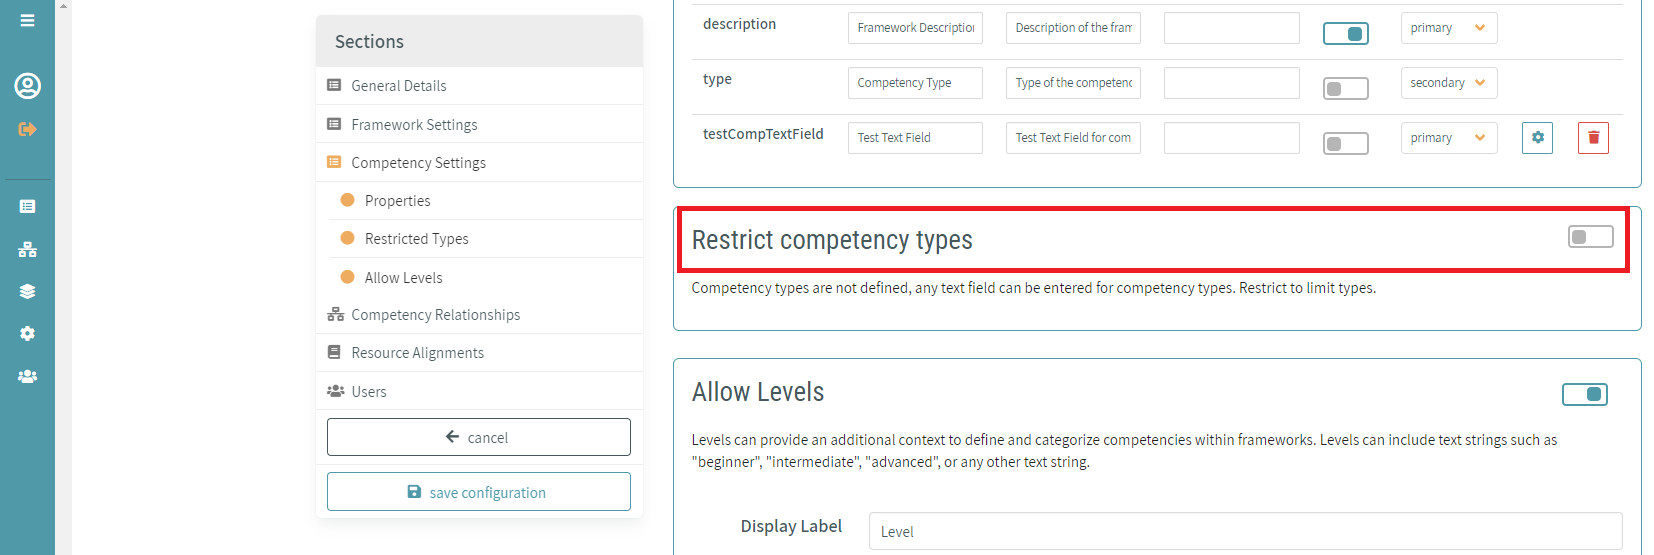 Sections
General Details
Framework Settings
Competency Settings
Properties
Restricted Types
Allow Levels
Competency Relationships
Resource Alignments
Users
cancel
save configuration
description Framework Description Description of the fram primary
type Competency Type Type of the competenc secondary
testCompTextField Test Text Field Test Text Field for com primary
Restrict competency types
Competency types are not defined, any text field can be entered for competency types. Restrict to limit types.
Allow Levels
Levels can provide an additional context to define and categorize competencies within frameworks. Levels can include text strings such as
"beginner", "intermediate", "advanced", or any other text string.
Display Label Level